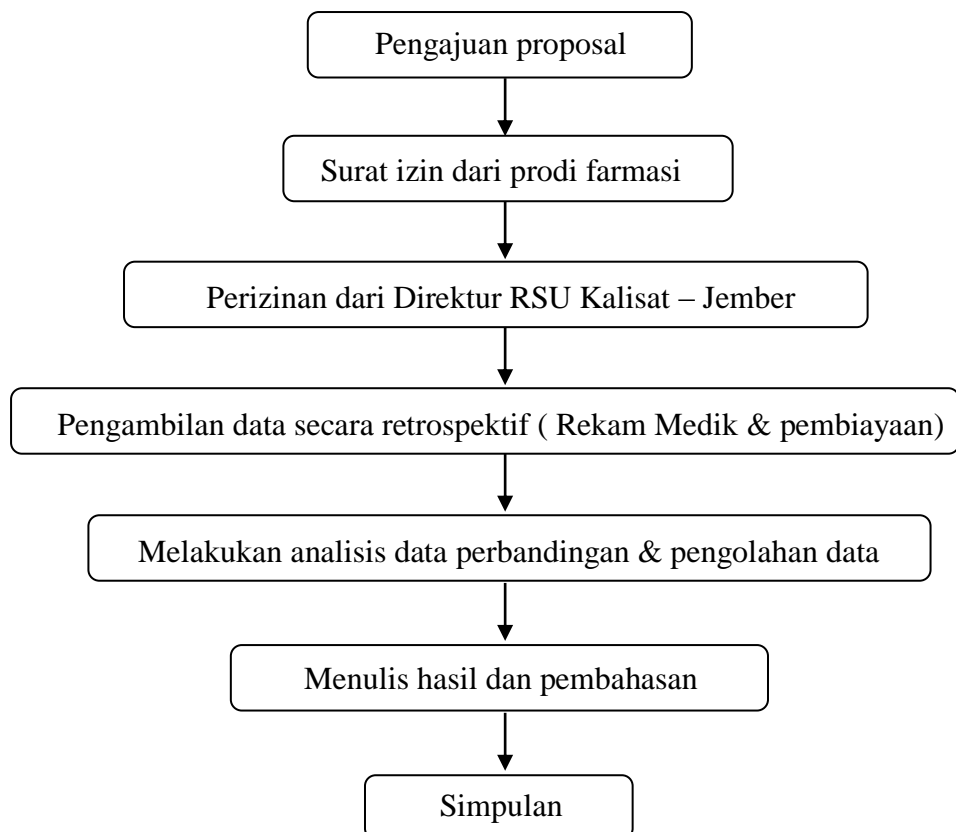 Pengajuan proposal
Surat izin dari prodi farmasi
Perizinan dari Direktur RSU Kalisat – Jember
Pengambilan data secara retrospektif ( Rekam Medik & pembiayaan)
Melakukan analisis data perbandingan & pengolahan data
Menulis hasil dan pembahasan
Simpulan